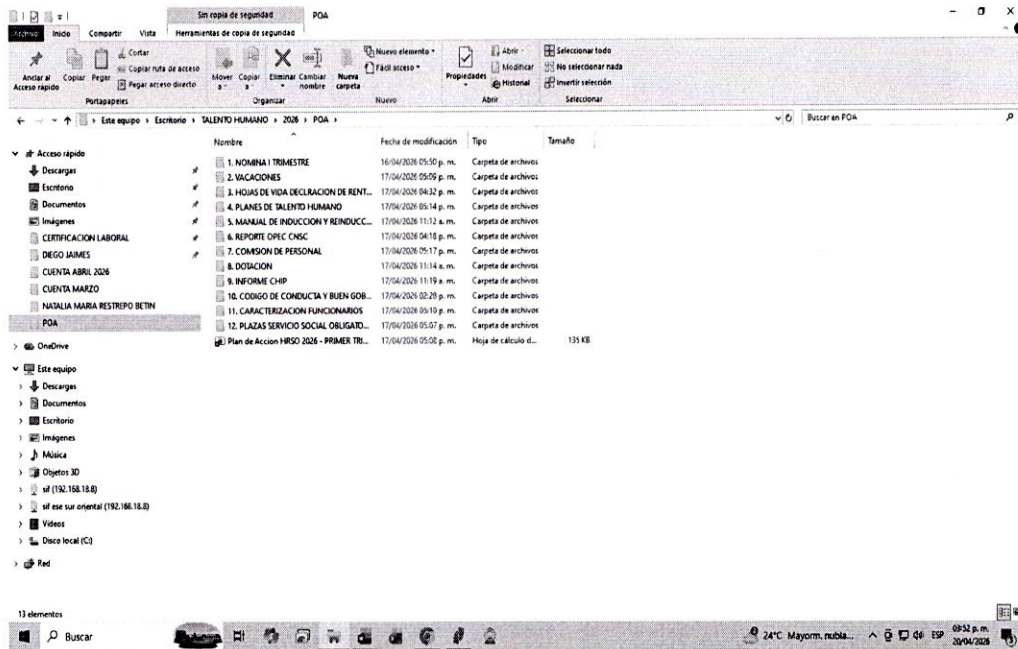 Sin copia de seguridad POA
Archivo Inicio Compartir Vista Herramientas de copia de seguridad
Anclar al Acceso rápido
Copiar
Pegar
Cortar
Copiar ruta de acceso
Pegar acceso directo
Portapapeles
Mover a
Copiar a
Eliminar
Cambiar nombre
Nueva carpeta
Organizar
Nuevo elemento
Fácil acceso
Nuevo
Propiedades
Abrir
Modificar
Historial
Abrir
Seleccionar todo
No seleccionar nada
Invertir selección
Seleccionar
Este equipo > Escritorio > TALENTO HUMANO > 2026 > POA >
Buscar en POA
Acceso rápido
Descargas
Escritorio
Documentos
Imágenes
CERTIFICACION LABORAL
DIEGO JAIMES
CUENTA ABRIL 2026
CUENTA MARZO
NATALIA MARIA RESTREPO BETIN
POA
OneDrive
Este equipo
Descargas
Documentos
Escritorio
Imágenes
Música
Objetos 3D
sif (192.168.18.8)
sif ese sur oriental (192.168.18.8)
Vídeos
Disco local (C:)
Red
Nombre Fecha de modificación Tipo Tamaño
1. NOMINA I TRIMESTRE 16/04/2026 05:50 p. m. Carpeta de archivos
2. VACACIONES 17/04/2026 05:09 p. m. Carpeta de archivos
3. HOJAS DE VIDA DECLRACION DE RENT... 17/04/2026 04:32 p. m. Carpeta de archivos
4. PLANES DE TALENTO HUMANO 17/04/2026 05:14 p. m. Carpeta de archivos
5. MANUAL DE INDUCCION Y REINDUCC... 17/04/2026 11:12 a. m. Carpeta de archivos
6. REPORTE OPEC CNSC 17/04/2026 04:18 p. m. Carpeta de archivos
7. COMISION DE PERSONAL 17/04/2026 05:17 p. m. Carpeta de archivos
8. DOTACION 17/04/2026 11:14 a. m. Carpeta de archivos
9. INFORME CHIP 17/04/2026 11:19 a. m. Carpeta de archivos
10. CODIGO DE CONDUCTA Y BUEN GOB... 17/04/2026 02:28 p. m. Carpeta de archivos
11. CARACTERIZACION FUNCIONARIOS 17/04/2026 05:10 p. m. Carpeta de archivos
12. PLAZAS SERVICIO SOCIAL OBLIGATO... 17/04/2026 05:07 p. m. Carpeta de archivos
Plan de Accion HRSO 2026 - PRIMER TRI... 17/04/2026 05:08 p. m. Hoja de cálculo d... 135 KB
13 elementos
Buscar
24°C Mayorm. nubla...
ESP
03:52 p. m.
20/04/2026